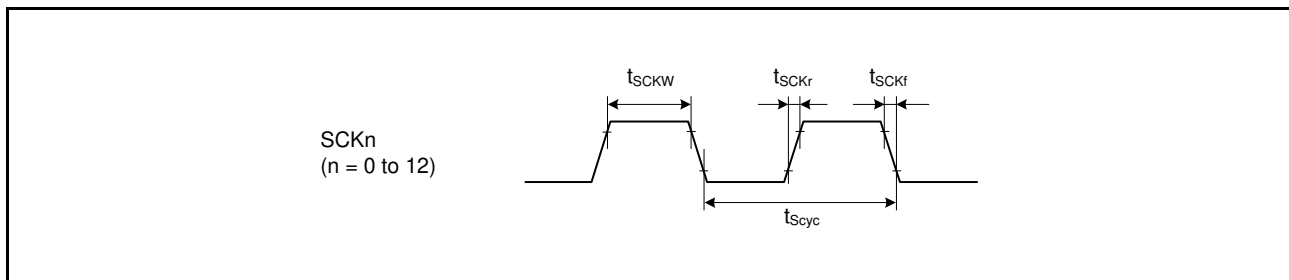 tSCKW
tSCKr
tSCKf
SCKn
(n = 0 to 12)
tScyc